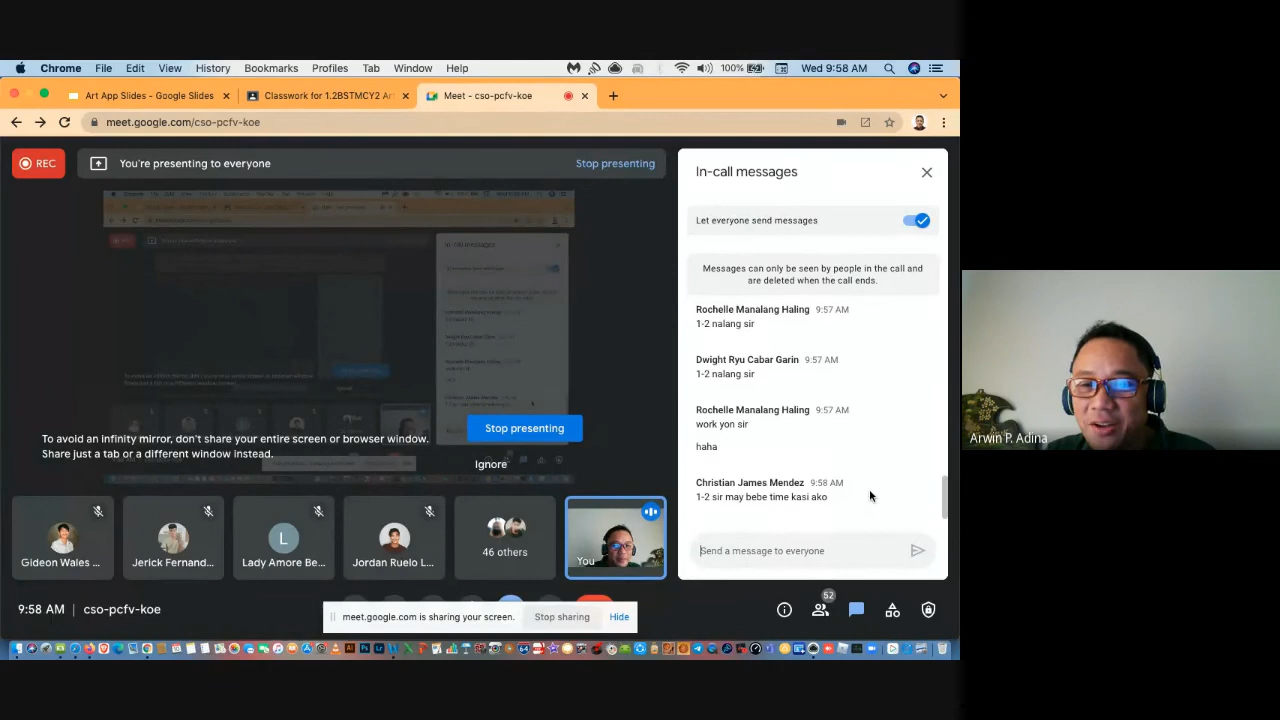 Chrome File Edit View History Bookmarks Profiles Tab Window Help 100% Wed 9:58 AM
Art App Slides - Google Slides Classwork for 1.2BSTMCY2 Ar Meet - cso-pcfv-koe
meet.google.com/cso-pcfv-koe
REC You're presenting to everyone Stop presenting
To avoid an infinity mirror, don't share your entire screen or browser window.
Share just a tab or a different window instead.
Stop presenting
Ignore
In-call messages
Let everyone send messages
Messages can only be seen by people in the call and
are deleted when the call ends.
Rochelle Manalang Haling 9:57 AM
1-2 nalang sir
Dwight Ryu Cabar Garin 9:57 AM
1-2 nalang sir
Rochelle Manalang Haling 9:57 AM
work yon sir
haha
Christian James Mendez 9:58 AM
1-2 sir may bebe time kasi ako
Send a message to everyone
Gideon Wales ...
Jerick Fernand...
L
Lady Amore Be...
Jordan Ruelo L...
46 others
You
9:58 AM | cso-pcfv-koe
meet.google.com is sharing your screen. Stop sharing Hide
52
Arwin P. Adina